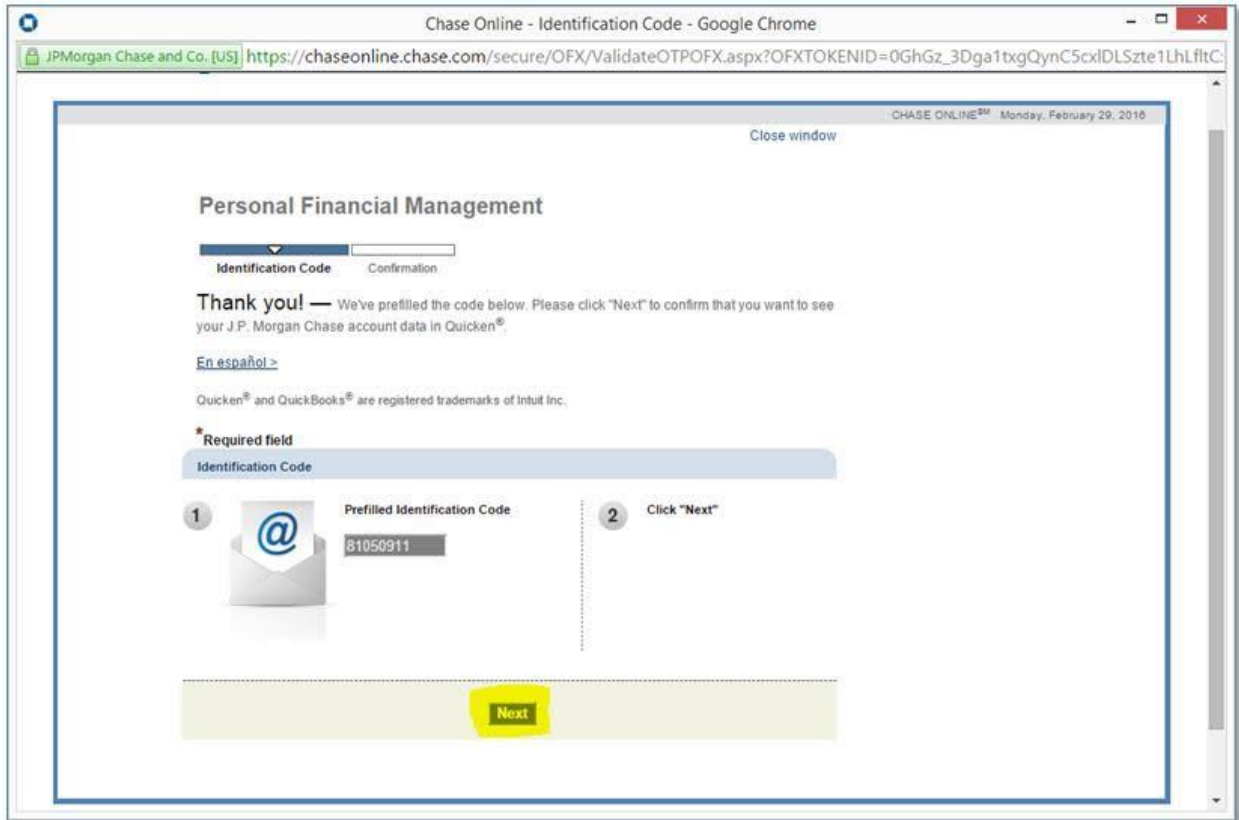 Chase Online - Identification Code - Google Chrome
JPMorgan Chase and Co. [US] https://chaseonline.chase.com/secure/OFX/ValidateOTPOFX.aspx?OFXTOKENID=
CHASE ONLINE℠ Monday, February 29, 2016
Close window
Personal Financial Management
Identification Code Confirmation
Thank you! — We've prefilled the code below. Please click "Next" to confirm that you want to see
your J.P. Morgan Chase account data in Quicken®.
En español >
Quicken® and QuickBooks® are registered trademarks of Intuit Inc.
*Required field
Identification Code
1 Prefilled Identification Code 2 Click "Next"
@
81050911
Next